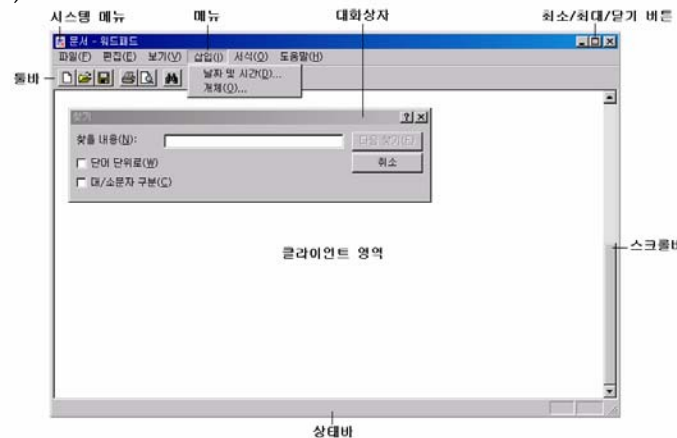 시스템 메뉴 메뉴 대화상자 최소/최대/닫기 버튼
문서 - 워드패드
파일(F) 편집(E) 보기(V) 삽입(I) 서식(O) 도움말(H)
툴바
날짜 및 시간(D)...
개체(O)...
찾기
찾을 내용(N): 다음 찾기(F)
단어 단위로(W) 취소
대/소문자 구분(C)
클라이언트 영역
스크롤바
상태바